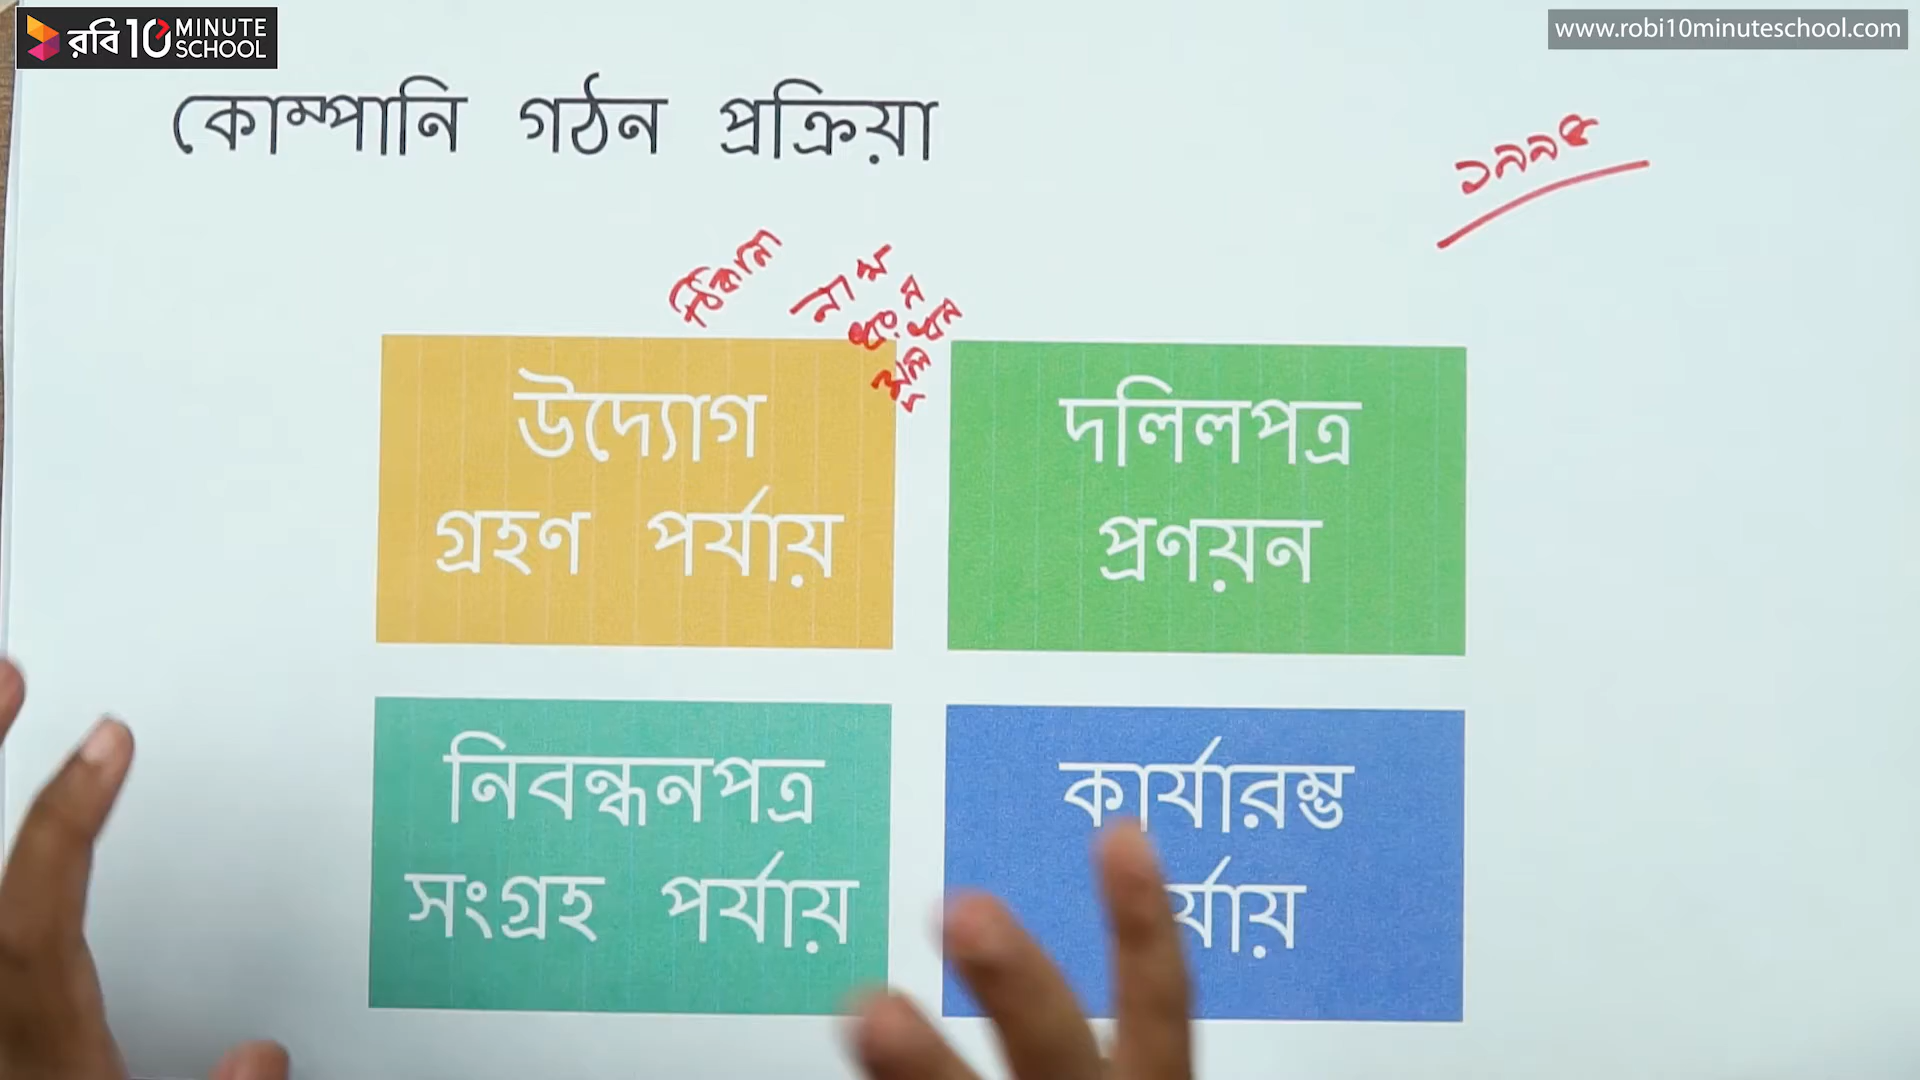 রবি 10 MINUTE SCHOOL
www.robi10minuteschool.com
কোম্পানি গঠন প্রক্রিয়া
১৯৯৪
ঠিকানা
নাম
উদ্যোগ
গ্রহণ পর্যায়
দলিলপত্র
প্রণয়ন
নিবন্ধনপত্র
সংগ্রহ পর্যায়
কার্যারম্ভ
র্যায়